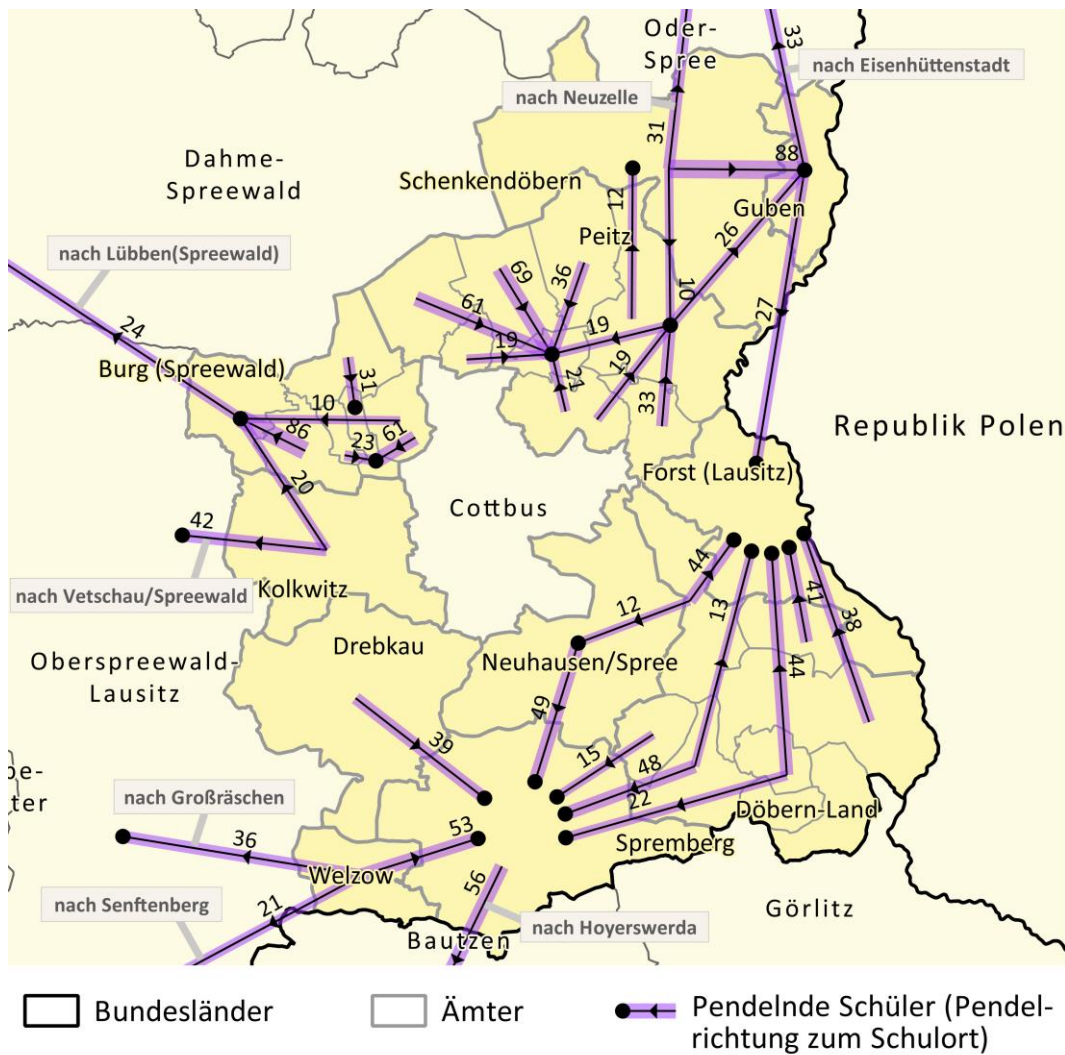 Oder-
Spree
33
nach Eisenhüttenstadt
nach Neuzelle
31
Dahme-
Spreewald
88
Schenkendöbern
12
Guben
Peitz
26
nach Lübben(Spreewald)
69
36
10
27
61
24
19
19
Burg (Spreewald)
31
21
19
33
10
Republik Polen
86
23
61
Forst (Lausitz)
20
Cottbus
42
44
nach Vetschau/Spreewald
Kolkwitz
12
13
41
38
Drebkau
Oberspreewald-
Lausitz
Neuhausen/Spree
44
49
39
15
48
be-
ter
nach Großräschen
22
Döbern-Land
53
36
Spremberg
Welzow
56
nach Senftenberg
21
Görlitz
Bautzen
nach Hoyerswerda
Bundesländer
Ämter
Pendelnde Schüler (Pendel-
richtung zum Schulort)